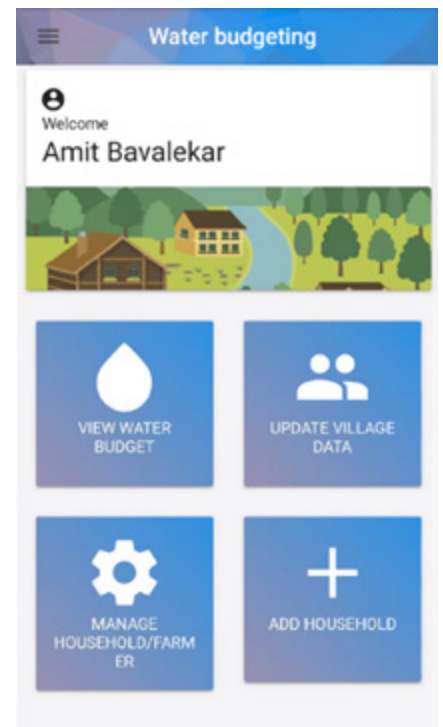 Water budgeting
Welcome
Amit Bavalekar
VIEW WATER
BUDGET
UPDATE VILLAGE
DATA
MANAGE
HOUSEHOLD/FARM
ER
ADD HOUSEHOLD